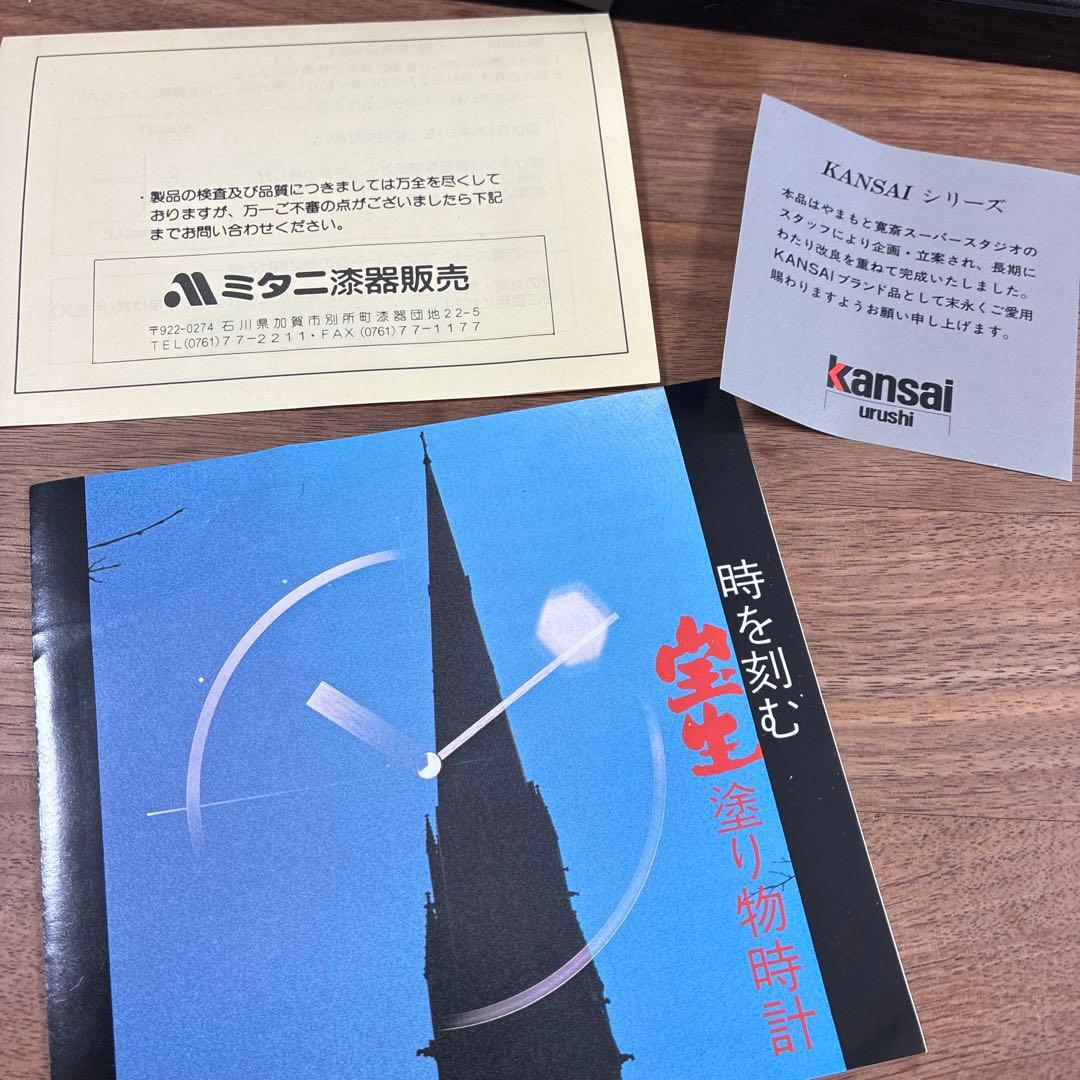 ・製品の検査及び品質につきましては万全を尽くして
おりますが、万一ご不審の点がございましたら下記
までお問い合わせください。
ミタニ漆器販売
〒922-0274 石川県加賀市別所町漆器団地22-5
TEL(0761)77-2211・FAX(0761)77-1177
KANSAI シリーズ
本品はやまもと寛斎スーパースタジオの
スタッフにより企画・立案され、長期に
わたり改良を重ねて完成いたしました。
KANSAIブランド品として末永くご愛用
賜わりますようお願い申し上げます。
kansai
urushi
時を刻む
宝生塗り物時計